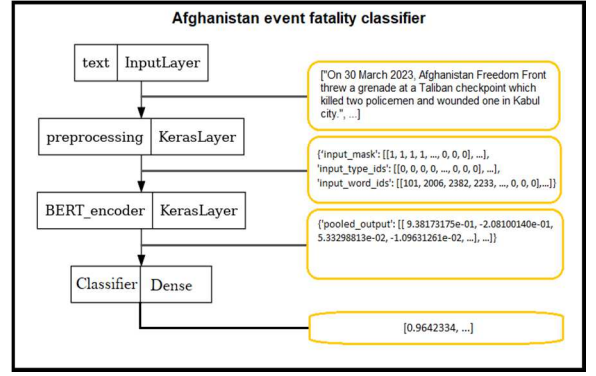 Afghanistan event fatality classifier
text InputLayer
["On 30 March 2023, Afghanistan Freedom Front
threw a grenade at a Taliban checkpoint which
killed two policemen and wounded one in Kabul
city.", ...]
preprocessing KerasLayer
{'input_mask': [[1, 1, 1, 1, ..., 0, 0, 0], ...],
'input_type_ids': [[0, 0, 0, 0, ..., 0, 0, 0], ...],
'input_word_ids': [[101, 2006, 2382, 2233, ..., 0, 0, 0],...]}
BERT_encoder KerasLayer
{'pooled_output': [[ 9.38173175e-01, -2.08100140e-01,
5.33298813e-02, -1.09631261e-02, ...], ...]}
Classifier Dense
[0.9642334, ...]